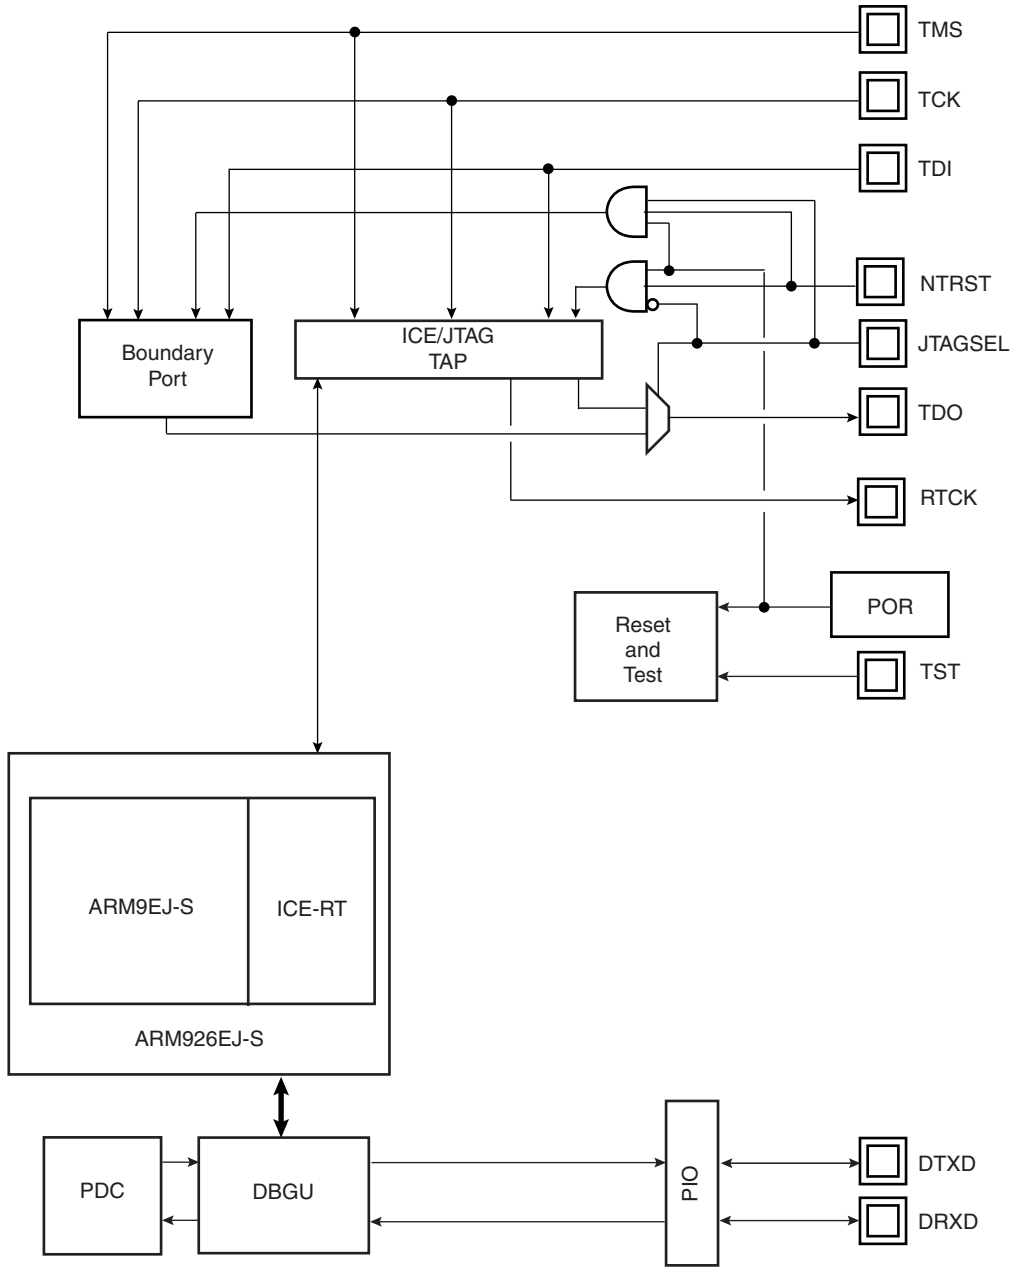 TMS
TCK
TDI
NTRST
JTAGSEL
ICE/JTAG
TAP
Boundary
Port
TDO
RTCK
POR
Reset
and
Test
TST
ARM9EJ-S
ICE-RT
ARM926EJ-S
PDC
DBGU
PIO
DTXD
DRXD